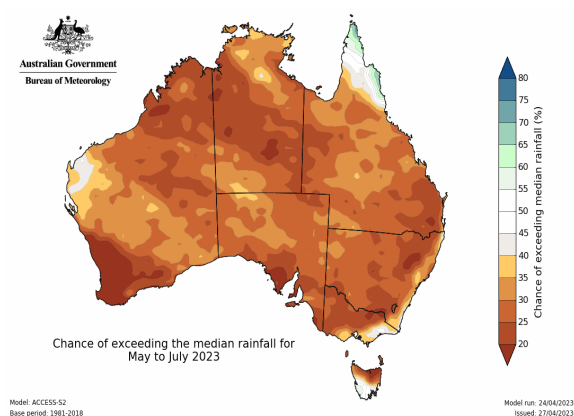 Australian Government
Bureau of Meteorology
80
75
70
65
60
55
50
45
40
35
30
25
20
Chance of exceeding median rainfall (%)
Chance of exceeding the median rainfall for
May to July 2023
Model: ACCESS-S2
Base period: 1981-2018
Model run: 24/04/2023
Issued: 27/04/2023